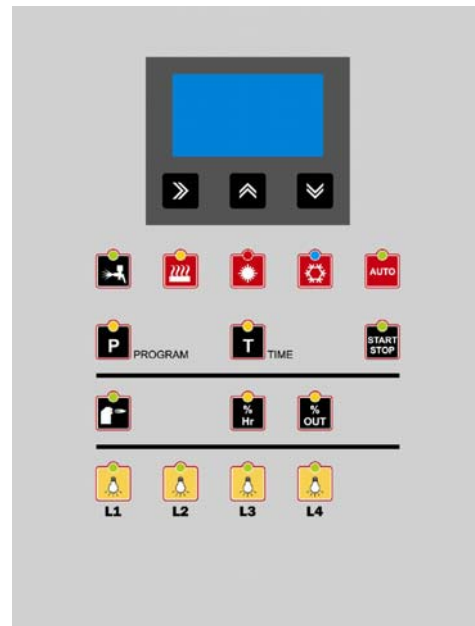 AUTO
P PROGRAM
T TIME
START
STOP
%
Hr
%
OUT
L1 L2 L3 L4